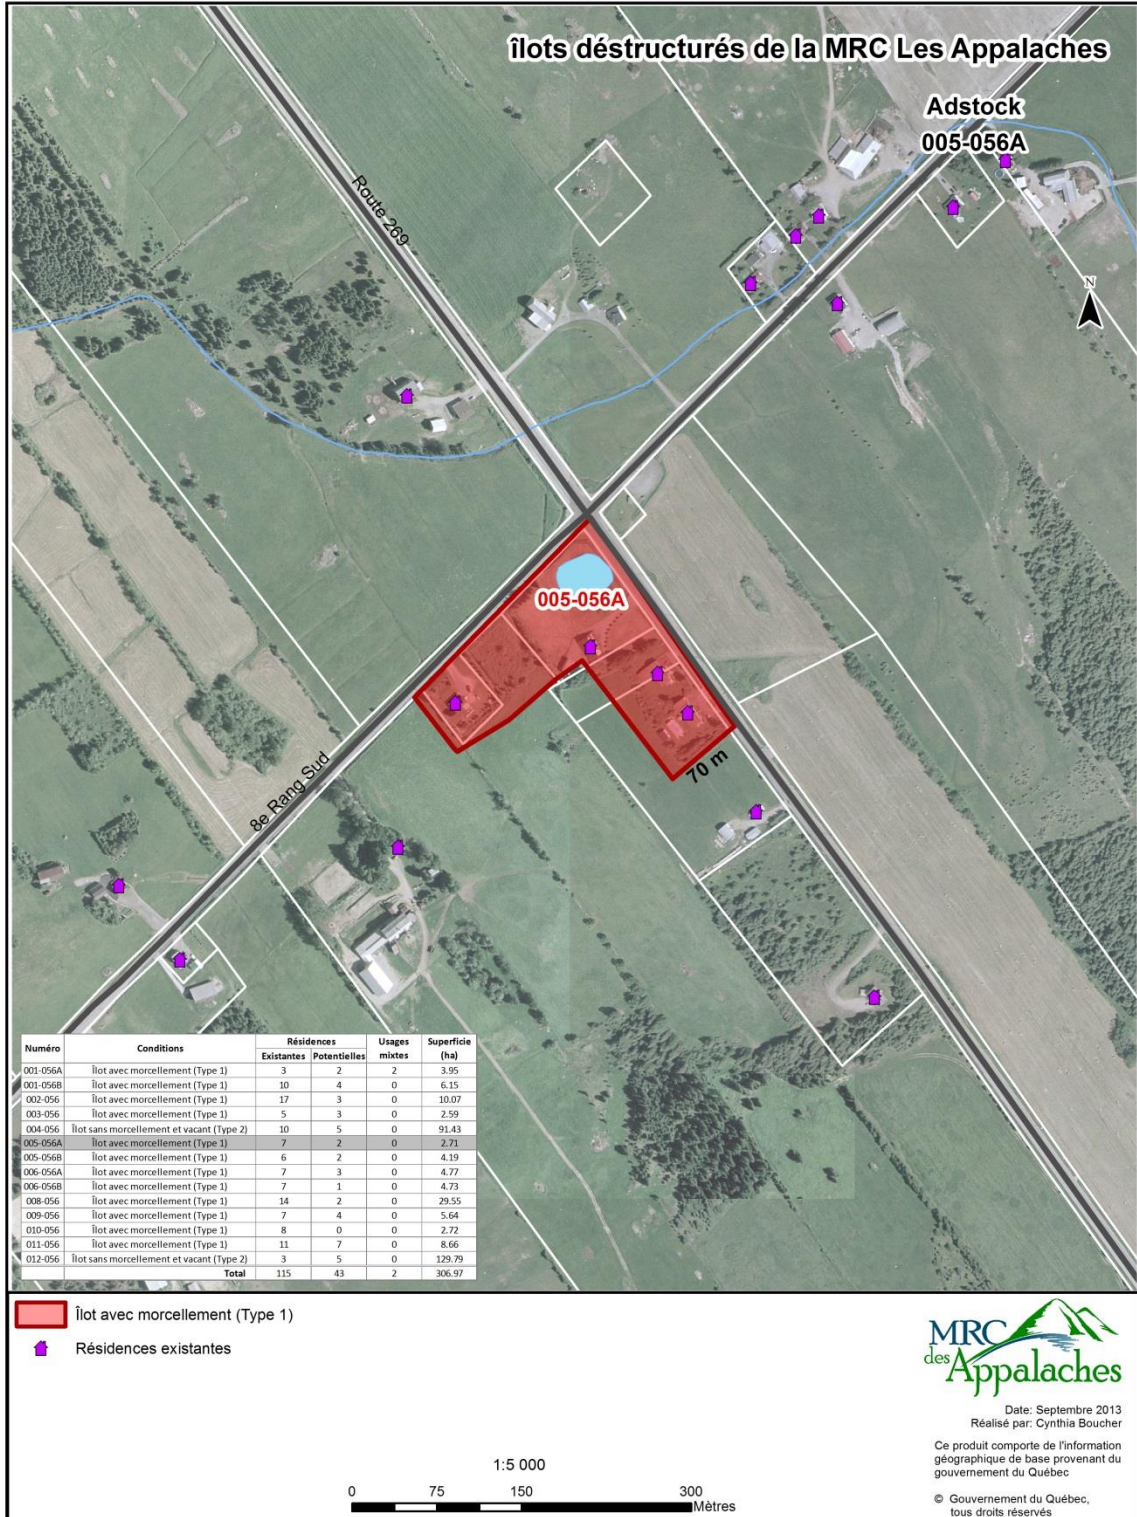 îlots déstructurés de la MRC Les Appalaches
Adstock
005-056A
Route 269
N
005-056A
70 m
8e Rang Sud
Numéro Conditions Résidences Usages mixtes Superficie (ha)
Existantes Potentielles
001-056A Îlot avec morcellement (Type 1) 3 2 2 3.95
001-056B Îlot avec morcellement (Type 1) 10 4 0 6.15
002-056 Îlot avec morcellement (Type 1) 17 3 0 10.07
003-056 Îlot avec morcellement (Type 1) 5 3 0 2.59
004-056 Îlot sans morcellement et vacant (Type 2) 10 5 0 91.43
005-056A Îlot avec morcellement (Type 1) 7 2 0 2.71
005-056B Îlot avec morcellement (Type 1) 6 2 0 4.19
006-056A Îlot avec morcellement (Type 1) 7 3 0 4.77
006-056B Îlot avec morcellement (Type 1) 7 1 0 4.73
008-056 Îlot avec morcellement (Type 1) 14 2 0 29.55
009-056 Îlot avec morcellement (Type 1) 7 4 0 5.64
010-056 Îlot avec morcellement (Type 1) 8 0 0 2.72
011-056 Îlot avec morcellement (Type 1) 11 7 0 8.66
012-056 Îlot sans morcellement et vacant (Type 2) 3 5 0 129.79
Total 115 43 2 306.97
Îlot avec morcellement (Type 1)
Résidences existantes
MRC
des Appalaches
Date: Septembre 2013
Réalisé par: Cynthia Boucher
Ce produit comporte de l'information
géographique de base provenant du
gouvernement du Québec
© Gouvernement du Québec,
tous droits réservés
1:5 000
0 75 150 300
Mètres